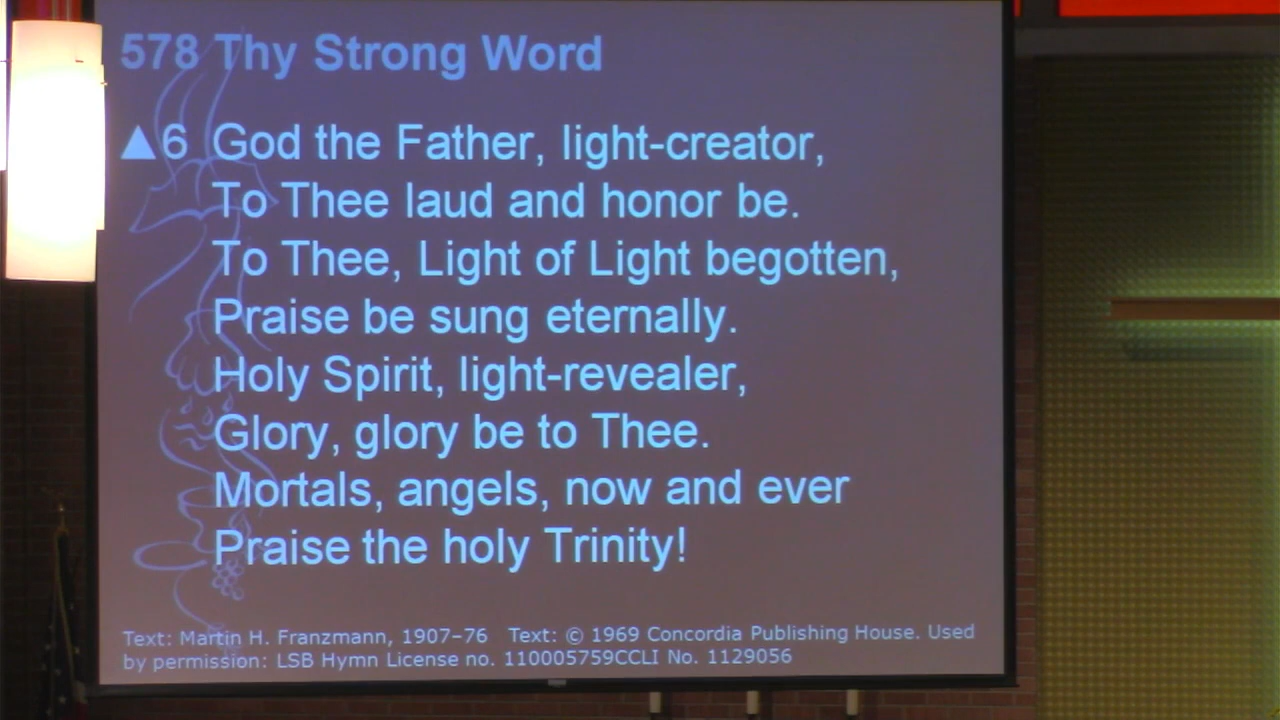 578 Thy Strong Word
▲6 God the Father, light-creator,
To Thee laud and honor be.
To Thee, Light of Light begotten,
Praise be sung eternally.
Holy Spirit, light-revealer,
Glory, glory be to Thee.
Mortals, angels, now and ever
Praise the holy Trinity!
Text: Martin H. Franzmann, 1907–76   Text: © 1969 Concordia Publishing House. Used
by permission: LSB Hymn License no. 110005759CCLI No. 1129056